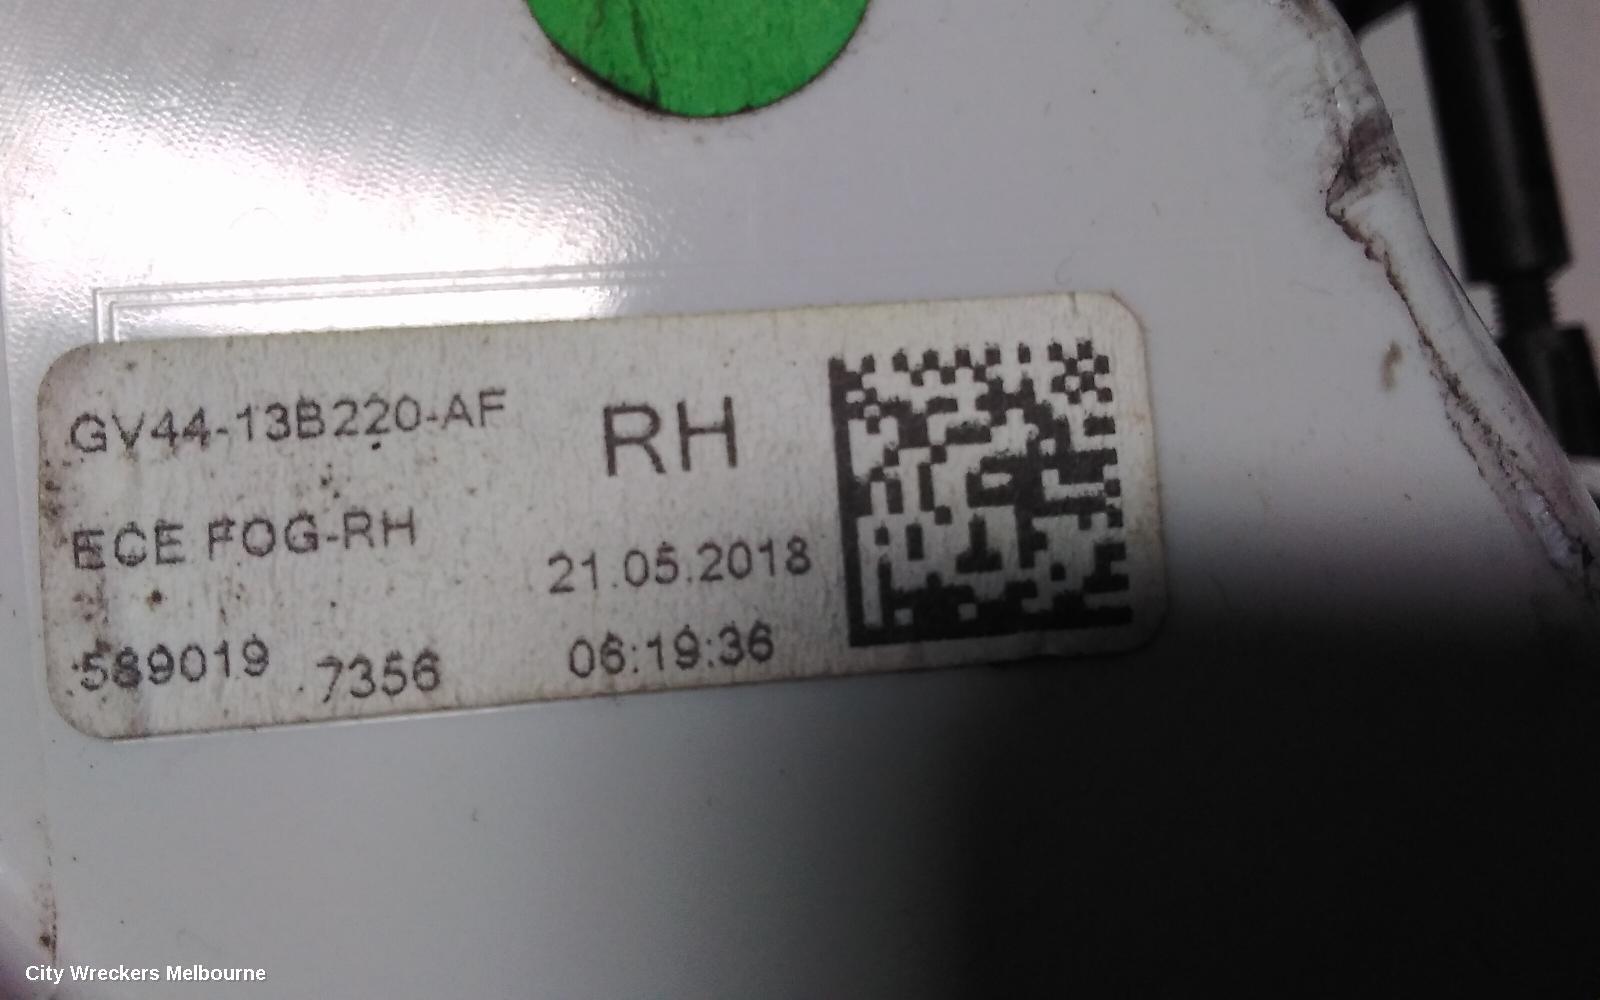 GV44-13B220-AF
RH
ECE FOG-RH
21.05.2018
589019 7356
06:19:36
City Wreckers Melbourne